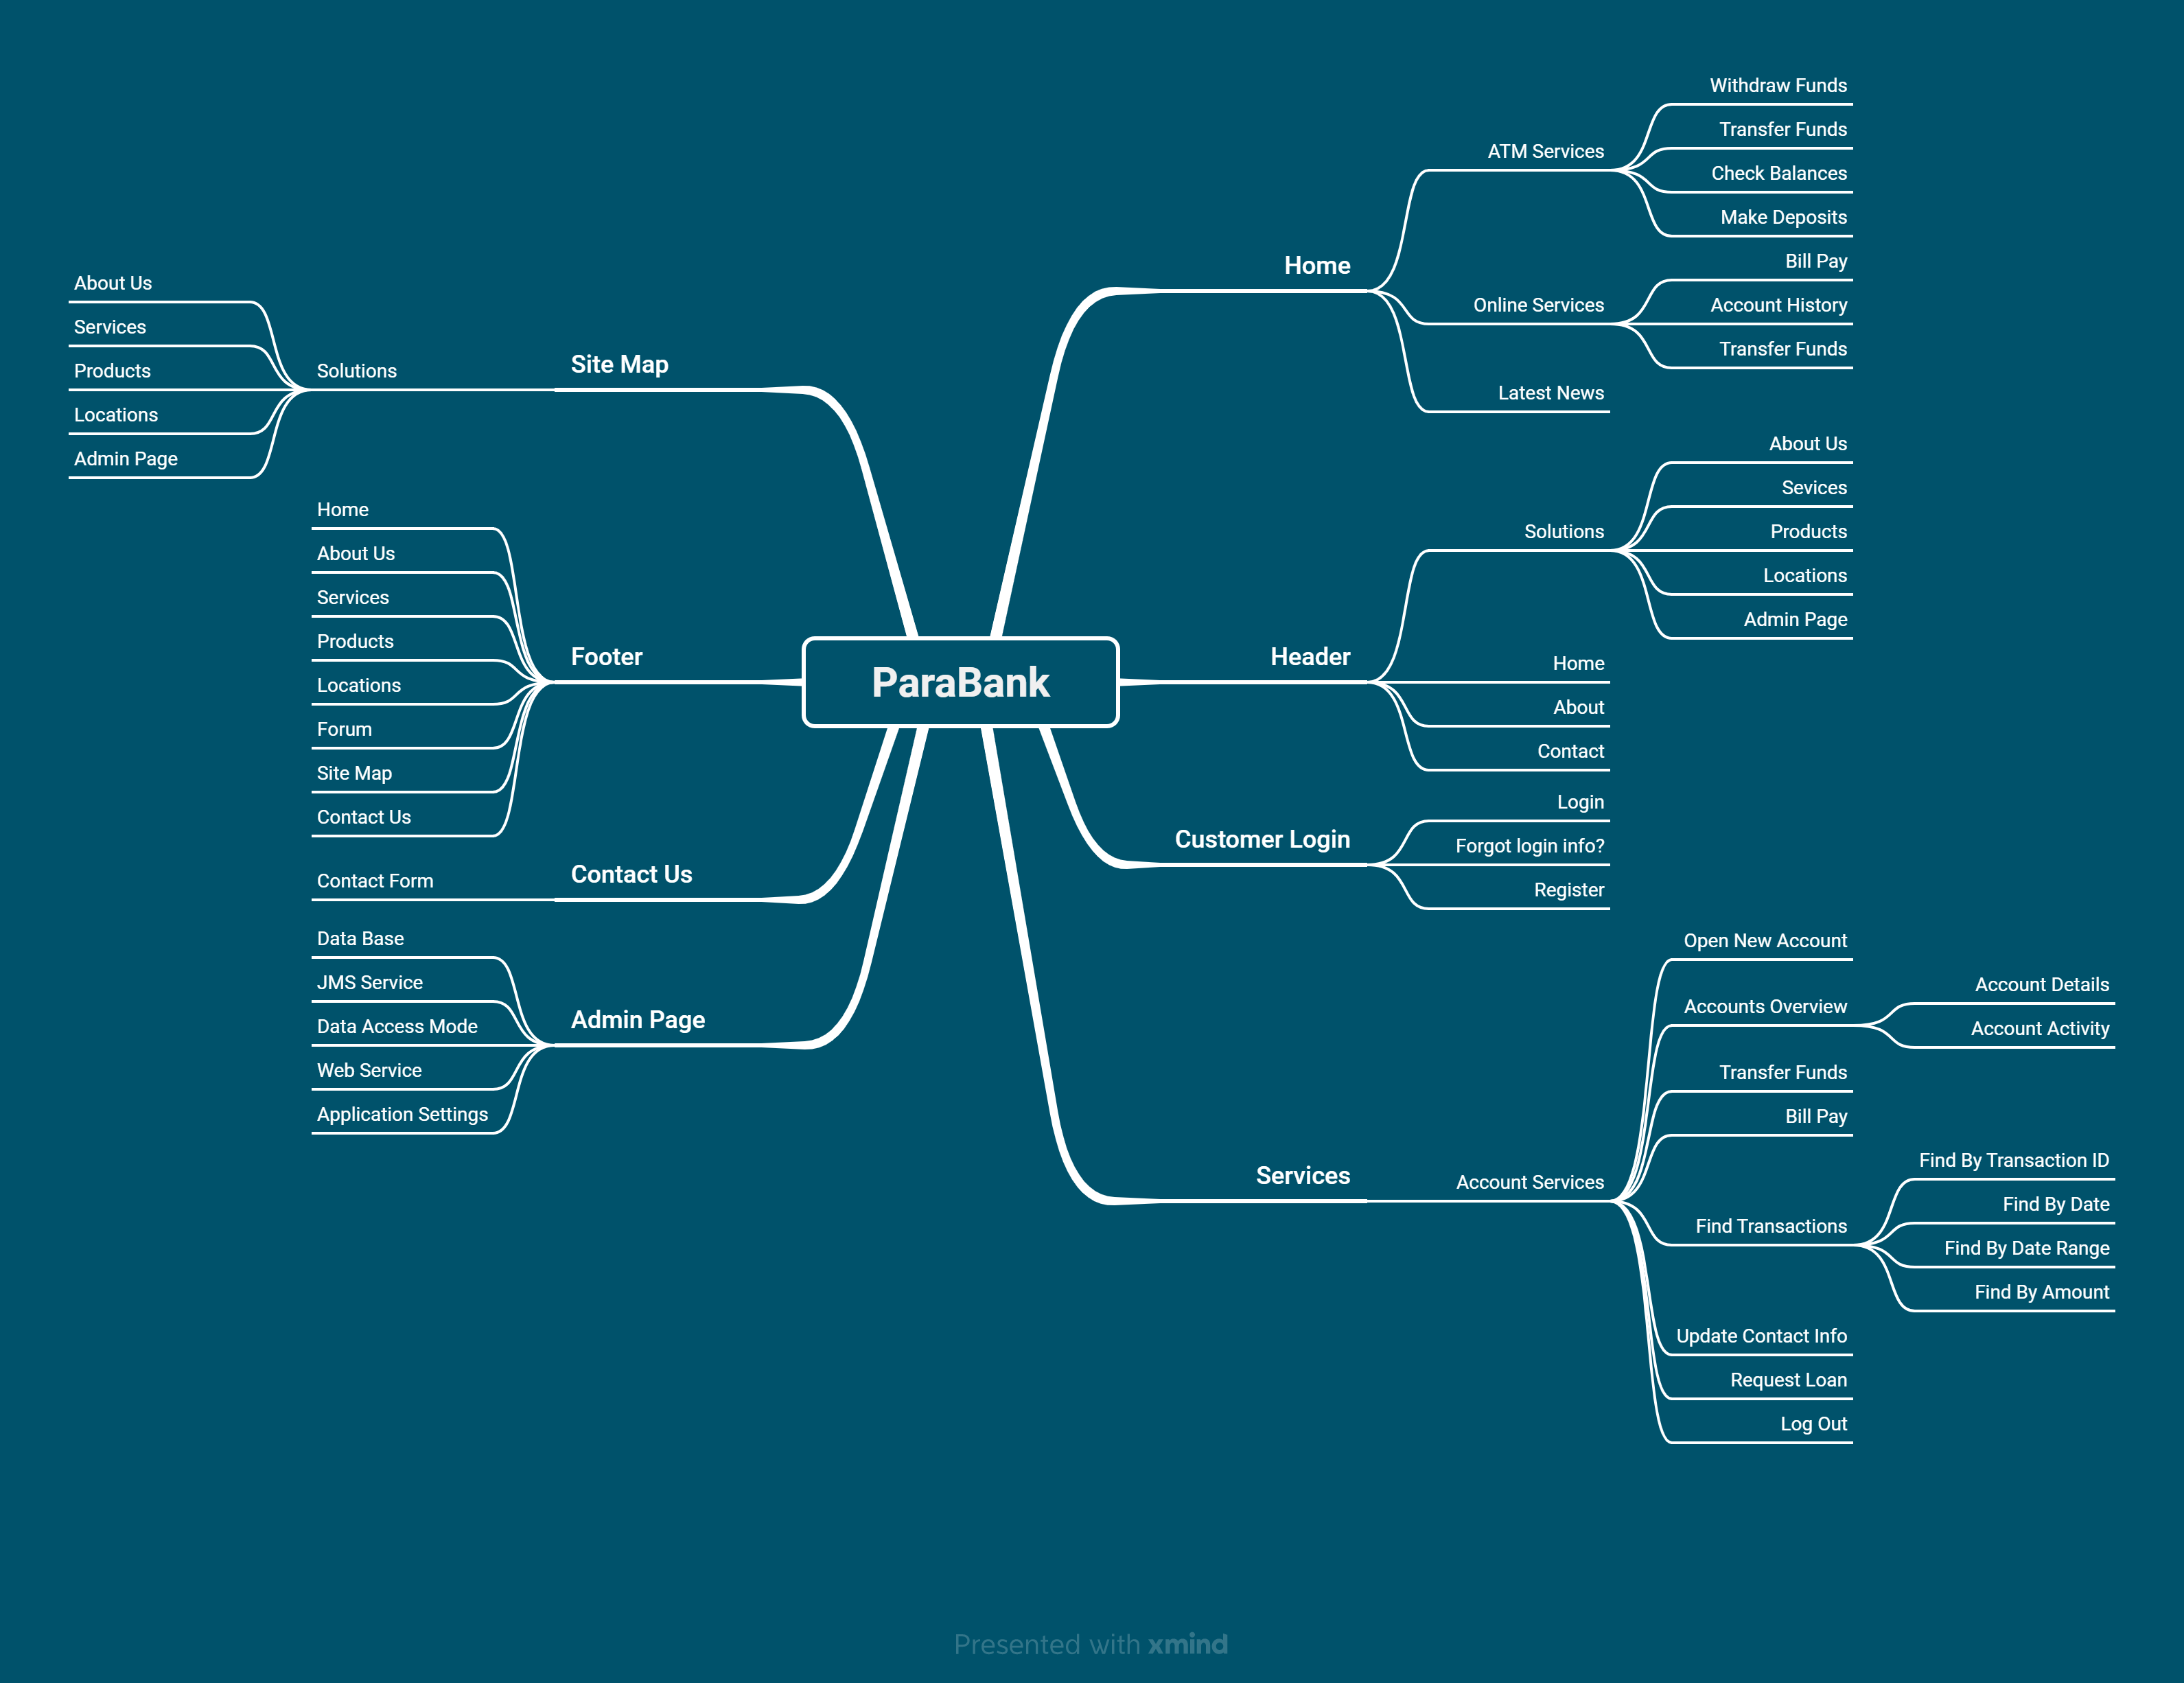 ParaBank
Home
ATM Services
Withdraw Funds
Transfer Funds
Check Balances
Make Deposits
Online Services
Bill Pay
Account History
Transfer Funds
Latest News
Header
Solutions
About Us
Sevices
Products
Locations
Admin Page
Home
About
Contact
Customer Login
Login
Forgot login info?
Register
Services
Account Services
Open New Account
Accounts Overview
Account Details
Account Activity
Transfer Funds
Bill Pay
Find Transactions
Find By Transaction ID
Find By Date
Find By Date Range
Find By Amount
Update Contact Info
Request Loan
Log Out
Site Map
Solutions
About Us
Services
Products
Locations
Admin Page
Footer
Home
About Us
Services
Products
Locations
Forum
Site Map
Contact Us
Contact Us
Contact Form
Admin Page
Data Base
JMS Service
Data Access Mode
Web Service
Application Settings
Presented with xmind